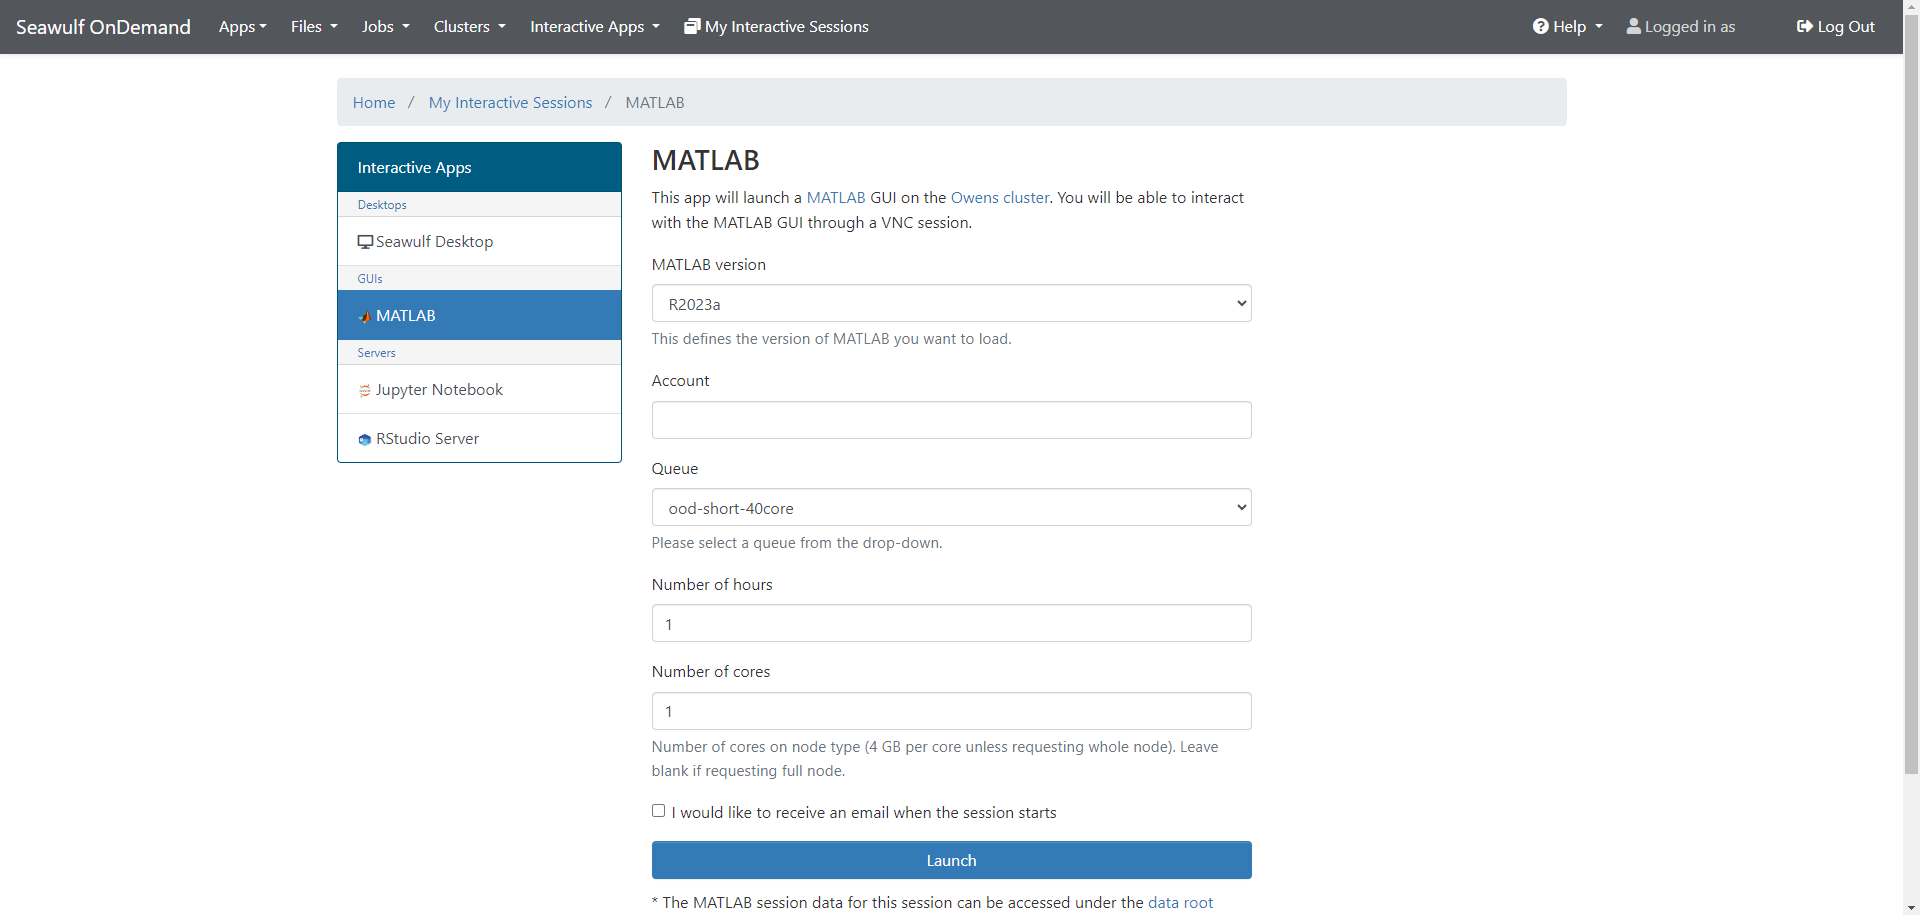 Seawulf OnDemand Apps Files Jobs Clusters Interactive Apps My Interactive Sessions Help Logged in as Log Out
Home / My Interactive Sessions / MATLAB
Interactive Apps
Desktops
Seawulf Desktop
GUIs
MATLAB
Servers
Jupyter Notebook
RStudio Server
MATLAB
This app will launch a MATLAB GUI on the Owens cluster. You will be able to interact
with the MATLAB GUI through a VNC session.
MATLAB version
R2023a
This defines the version of MATLAB you want to load.
Account
Queue
ood-short-40core
Please select a queue from the drop-down.
Number of hours
1
Number of cores
1
Number of cores on node type (4 GB per core unless requesting whole node). Leave
blank if requesting full node.
I would like to receive an email when the session starts
Launch
* The MATLAB session data for this session can be accessed under the data root